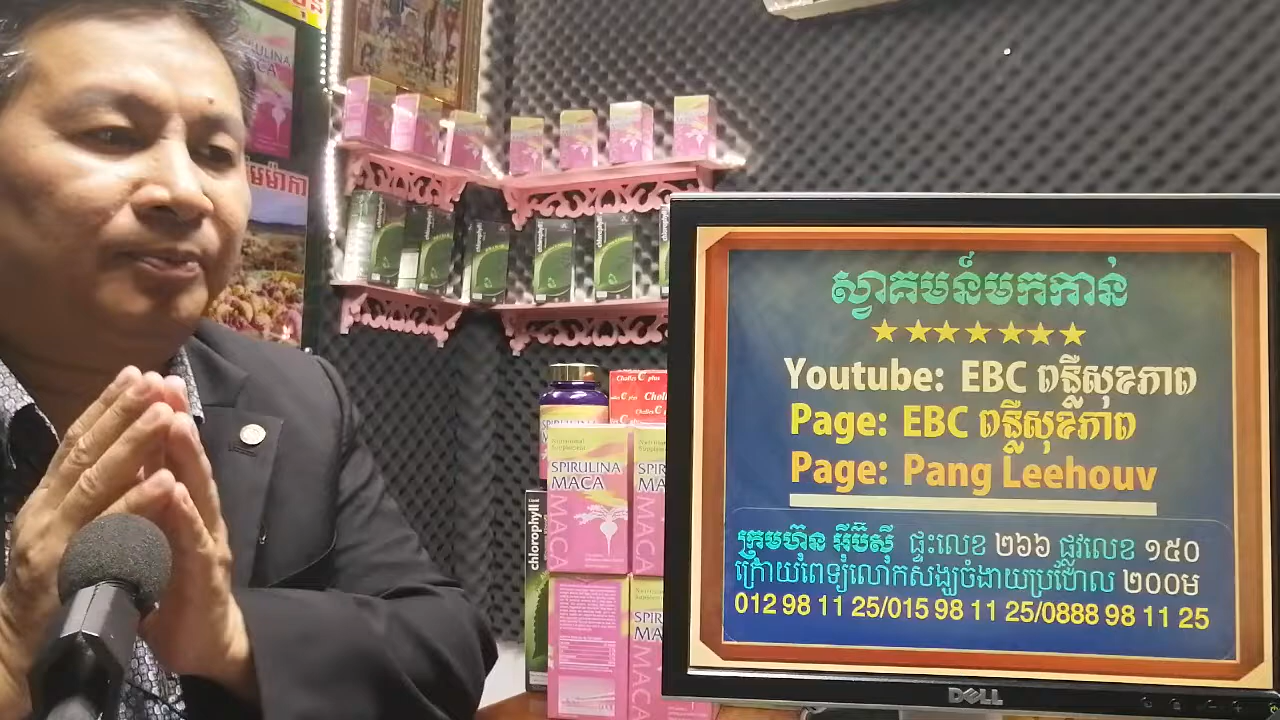 ស្វាគមន៍មកកាន់
Youtube: EBC ពន្លឺសុខភាព
Page: EBC ពន្លឺសុខភាព
Page: Pang Leehouv
ក្រុមហ៊ុន អ៊ីប៊ីស៊ី ផ្ទះលេខ ២៦៦ ផ្លូវលេខ ១៥០
ក្រោយពេទ្យលោកសង្ឃចំងាយប្រហែល ២០០ម
012 98 11 25/015 98 11 25/0888 98 11 25
DELL
SPIRULINA
MACA
MACA
chlorophyll